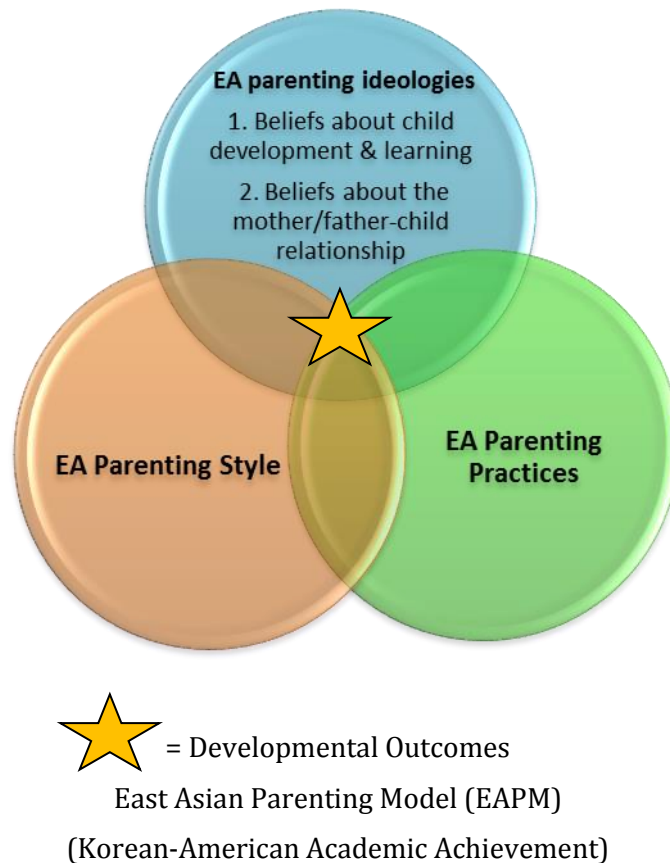 EA parenting ideologies
1. Beliefs about child
development & learning
2. Beliefs about the
mother/father-child
relationship
EA Parenting Style
EA Parenting
Practices
= Developmental Outcomes
East Asian Parenting Model (EAPM)
(Korean-American Academic Achievement)